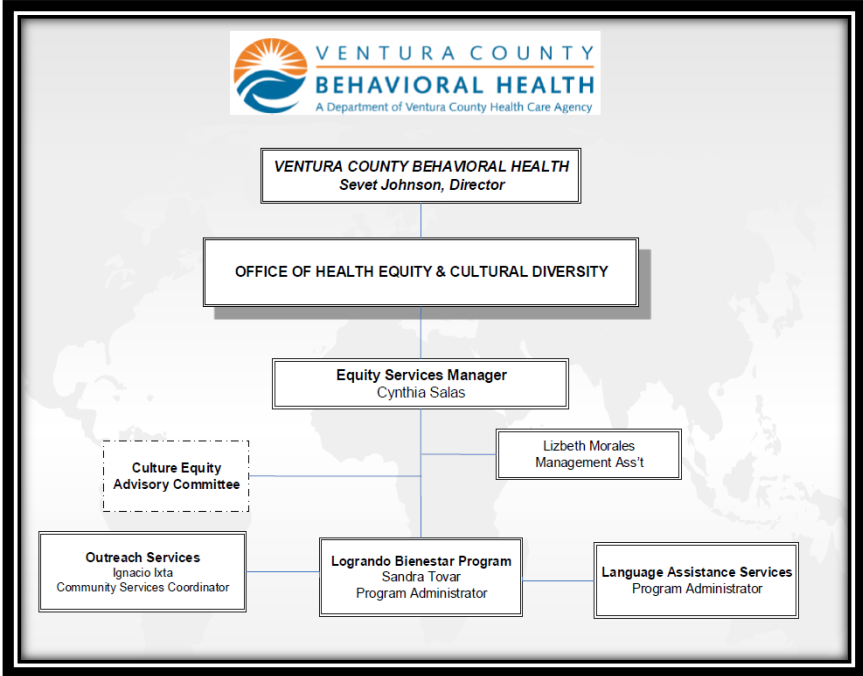 VENTURA COUNTY
BEHAVIORAL HEALTH
A Department of Ventura County Health Care Agency
VENTURA COUNTY BEHAVIORAL HEALTH
Sevet Johnson, Director
OFFICE OF HEALTH EQUITY & CULTURAL DIVERSITY
Equity Services Manager
Cynthia Salas
Lizbeth Morales
Management Ass't
Culture Equity
Advisory Committee
Outreach Services
Ignacio Ixta
Community Services Coordinator
Logrando Bienestar Program
Sandra Tovar
Program Administrator
Language Assistance Services
Program Administrator